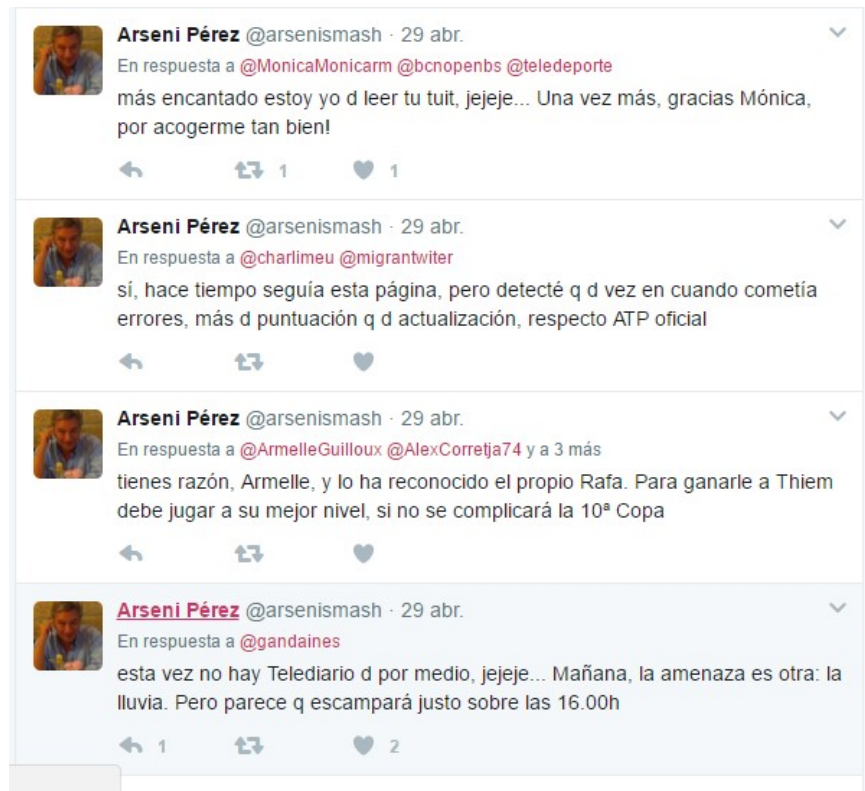 Arseni Pérez @arsenismash · 29 abr.
En respuesta a @MonicaMonicarm @bcnopenbs @teledeporte
más encantado estoy yo d leer tu tuit, jejeje... Una vez más, gracias Mónica,
por acogerme tan bien!
1 1
Arseni Pérez @arsenismash · 29 abr.
En respuesta a @charlimeu @migrantwiter
sí, hace tiempo seguía esta página, pero detecté q d vez en cuando cometía
errores, más d puntuación q d actualización, respecto ATP oficial
Arseni Pérez @arsenismash · 29 abr.
En respuesta a @ArmelleGuilloux @AlexCorretja74 y a 3 más
tienes razón, Armelle, y lo ha reconocido el propio Rafa. Para ganarle a Thiem
debe jugar a su mejor nivel, si no se complicará la 10ª Copa
Arseni Pérez @arsenismash · 29 abr.
En respuesta a @gandaines
esta vez no hay Telediario d por medio, jejeje... Mañana, la amenaza es otra: la
lluvia. Pero parece q escampará justo sobre las 16.00h
1 2